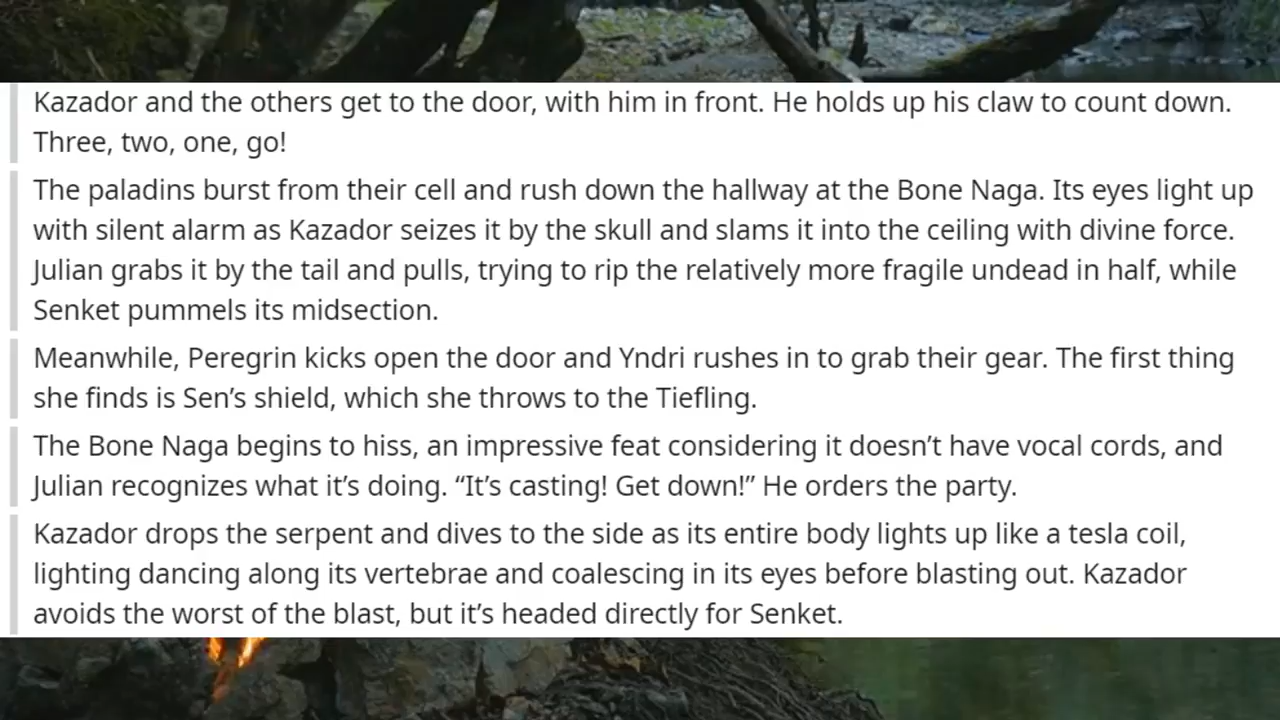 Kazador and the others get to the door, with him in front. He holds up his claw to count down.
Three, two, one, go!
The paladins burst from their cell and rush down the hallway at the Bone Naga. Its eyes light up
with silent alarm as Kazador seizes it by the skull and slams it into the ceiling with divine force.
Julian grabs it by the tail and pulls, trying to rip the relatively more fragile undead in half, while
Senket pummels its midsection.
Meanwhile, Peregrin kicks open the door and Yndri rushes in to grab their gear. The first thing
she finds is Sen’s shield, which she throws to the Tiefling.
The Bone Naga begins to hiss, an impressive feat considering it doesn’t have vocal cords, and
Julian recognizes what it’s doing. “It’s casting! Get down!” He orders the party.
Kazador drops the serpent and dives to the side as its entire body lights up like a tesla coil,
lighting dancing along its vertebrae and coalescing in its eyes before blasting out. Kazador
avoids the worst of the blast, but it’s headed directly for Senket.